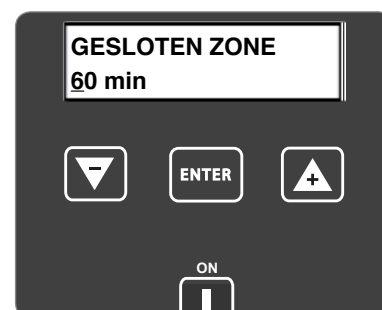 GESLOTEN ZONE
60 min
- ENTER +
ON
I